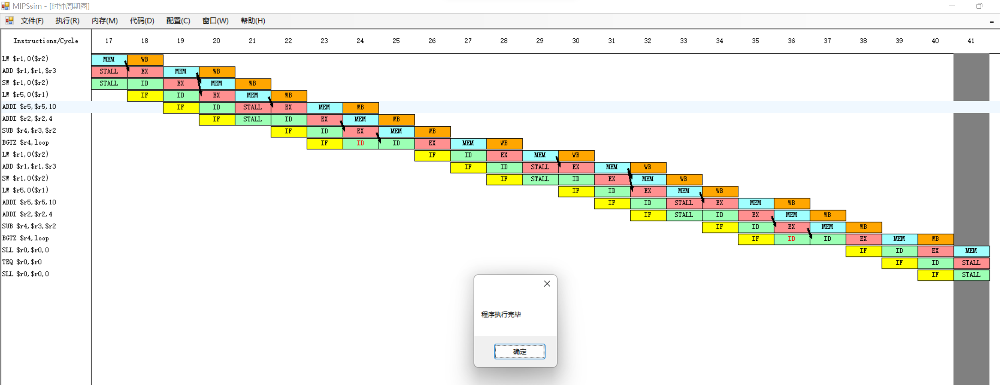 MIPSsim - [时钟周期图]
文件(F) 执行(R) 内存(M) 代码(D) 配置(C) 窗口(W) 帮助(H)
Instructions/Cycle 17 18 19 20 21 22 23 24 25 26 27 28 29 30 31 32 33 34 35 36 37 38 39 40 41
LW $r1,0($r2) MEM WB
ADD $r1,$r1,$r3 STALL EX MEM WB
SW $r1,0($r2) STALL ID EX MEM WB
LW $r5,0($r1) IF ID EX MEM WB
ADDI $r5,$r5,10 IF ID STALL EX MEM WB
ADDI $r2,$r2,4 IF STALL ID EX MEM WB
SUB $r4,$r3,$r2 IF ID EX MEM WB
BGTZ $r4,loop IF ID ID EX MEM WB
LW $r1,0($r2) IF ID EX MEM WB
ADD $r1,$r1,$r3 IF ID STALL EX MEM WB
SW $r1,0($r2) IF STALL ID EX MEM WB
LW $r5,0($r1) IF ID EX MEM WB
ADDI $r5,$r5,10 IF ID STALL EX MEM WB
ADDI $r2,$r2,4 IF STALL ID EX MEM WB
SUB $r4,$r3,$r2 IF ID EX MEM WB
BGTZ $r4,loop IF ID ID EX MEM WB
SLL $r0,$r0,0 IF ID EX MEM
TEQ $r0,$r0 IF ID STALL
SLL $r0,$r0,0 IF STALL
程序执行完毕
确定